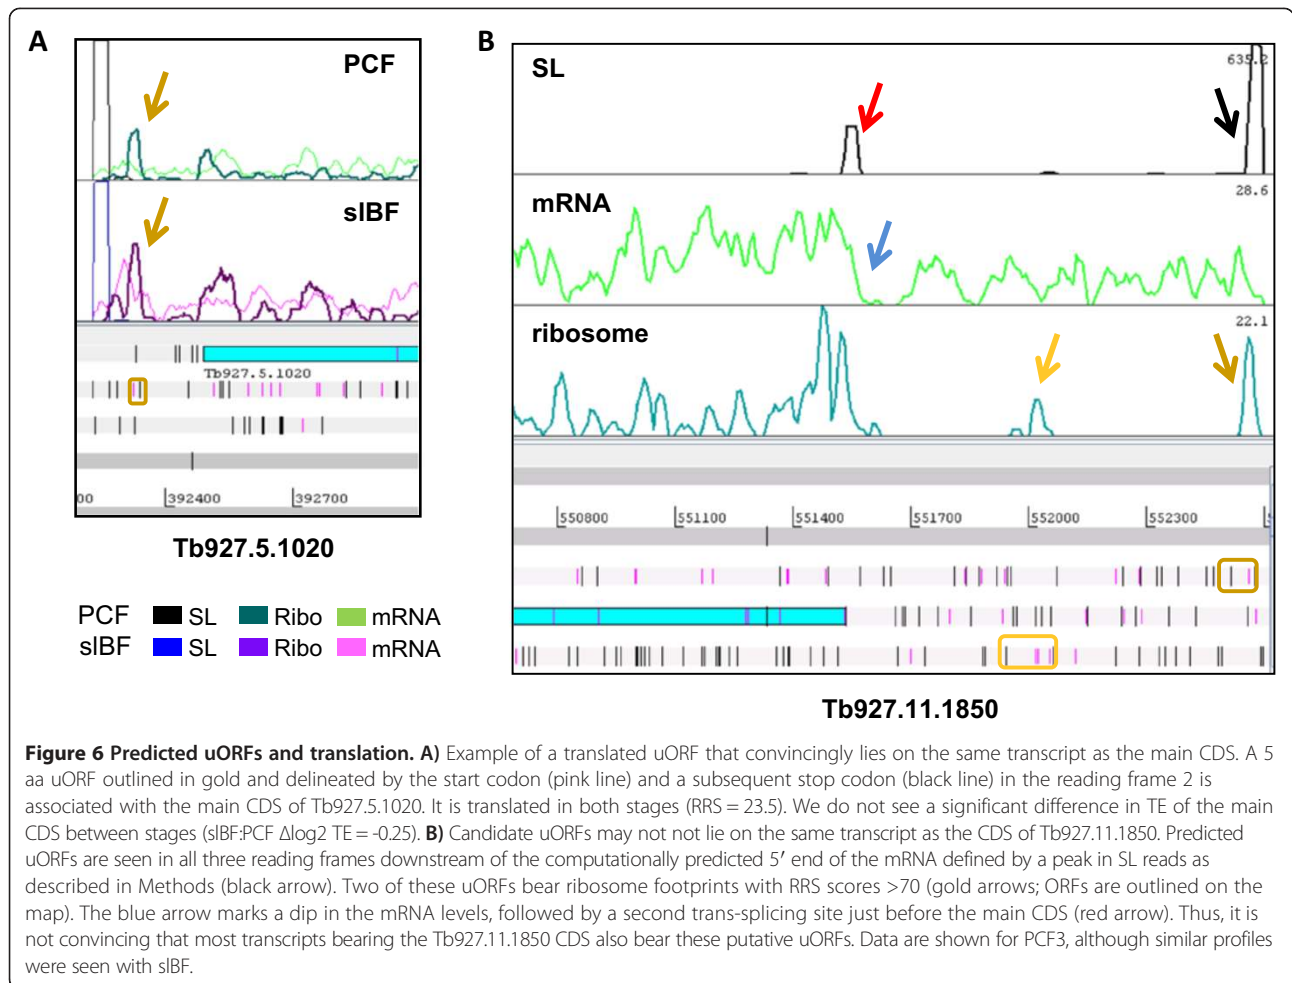 A
PCF
slBF
Tb927.5.1020
00
392400
392700
Tb927.5.1020
PCF SL Ribo mRNA
slBF SL Ribo mRNA
B
SL
635.2
mRNA
28.6
ribosome
22.1
550800
551100
551400
551700
552000
552300
Tb927.11.1850
Figure 6 Predicted uORFs and translation. A) Example of a translated uORF that convincingly lies on the same transcript as the main CDS. A 5
aa uORF outlined in gold and delineated by the start codon (pink line) and a subsequent stop codon (black line) in the reading frame 2 is
associated with the main CDS of Tb927.5.1020. It is translated in both stages (RRS = 23.5). We do not see a significant difference in TE of the main
CDS between stages (slBF:PCF Δlog2 TE = -0.25). B) Candidate uORFs may not not lie on the same transcript as the CDS of Tb927.11.1850. Predicted
uORFs are seen in all three reading frames downstream of the computationally predicted 5′ end of the mRNA defined by a peak in SL reads as
described in Methods (black arrow). Two of these uORFs bear ribosome footprints with RRS scores >70 (gold arrows; ORFs are outlined on the
map). The blue arrow marks a dip in the mRNA levels, followed by a second trans-splicing site just before the main CDS (red arrow). Thus, it is
not convincing that most transcripts bearing the Tb927.11.1850 CDS also bear these putative uORFs. Data are shown for PCF3, although similar profiles
were seen with slBF.